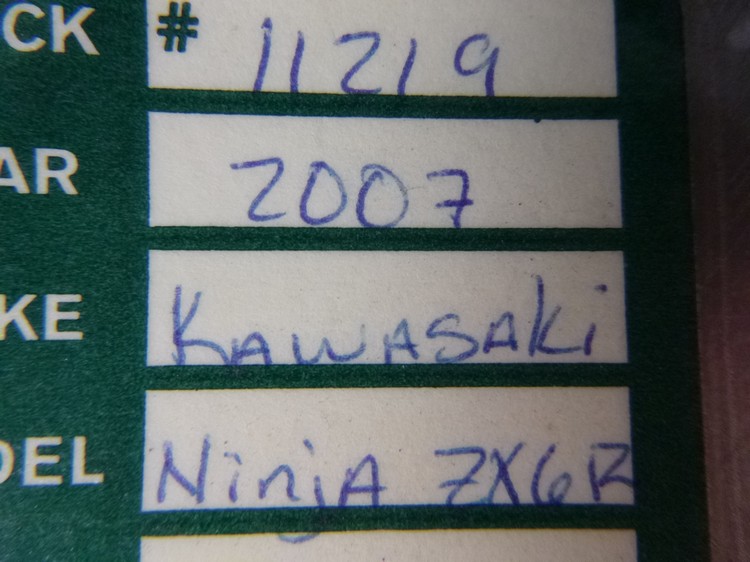 CK # 11219
AR 2007
KE Kawasaki
DEL Ninja ZX6R